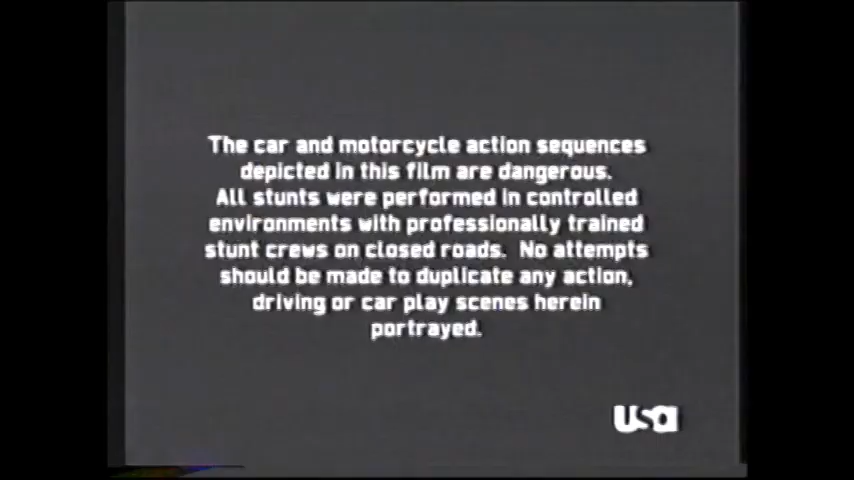 The car and motorcycle action sequences
depicted in this film are dangerous.
All stunts were performed in controlled
environments with professionally trained
stunt crews on closed roads.  No attempts
should be made to duplicate any action,
driving or car play scenes herein
portrayed.
usa